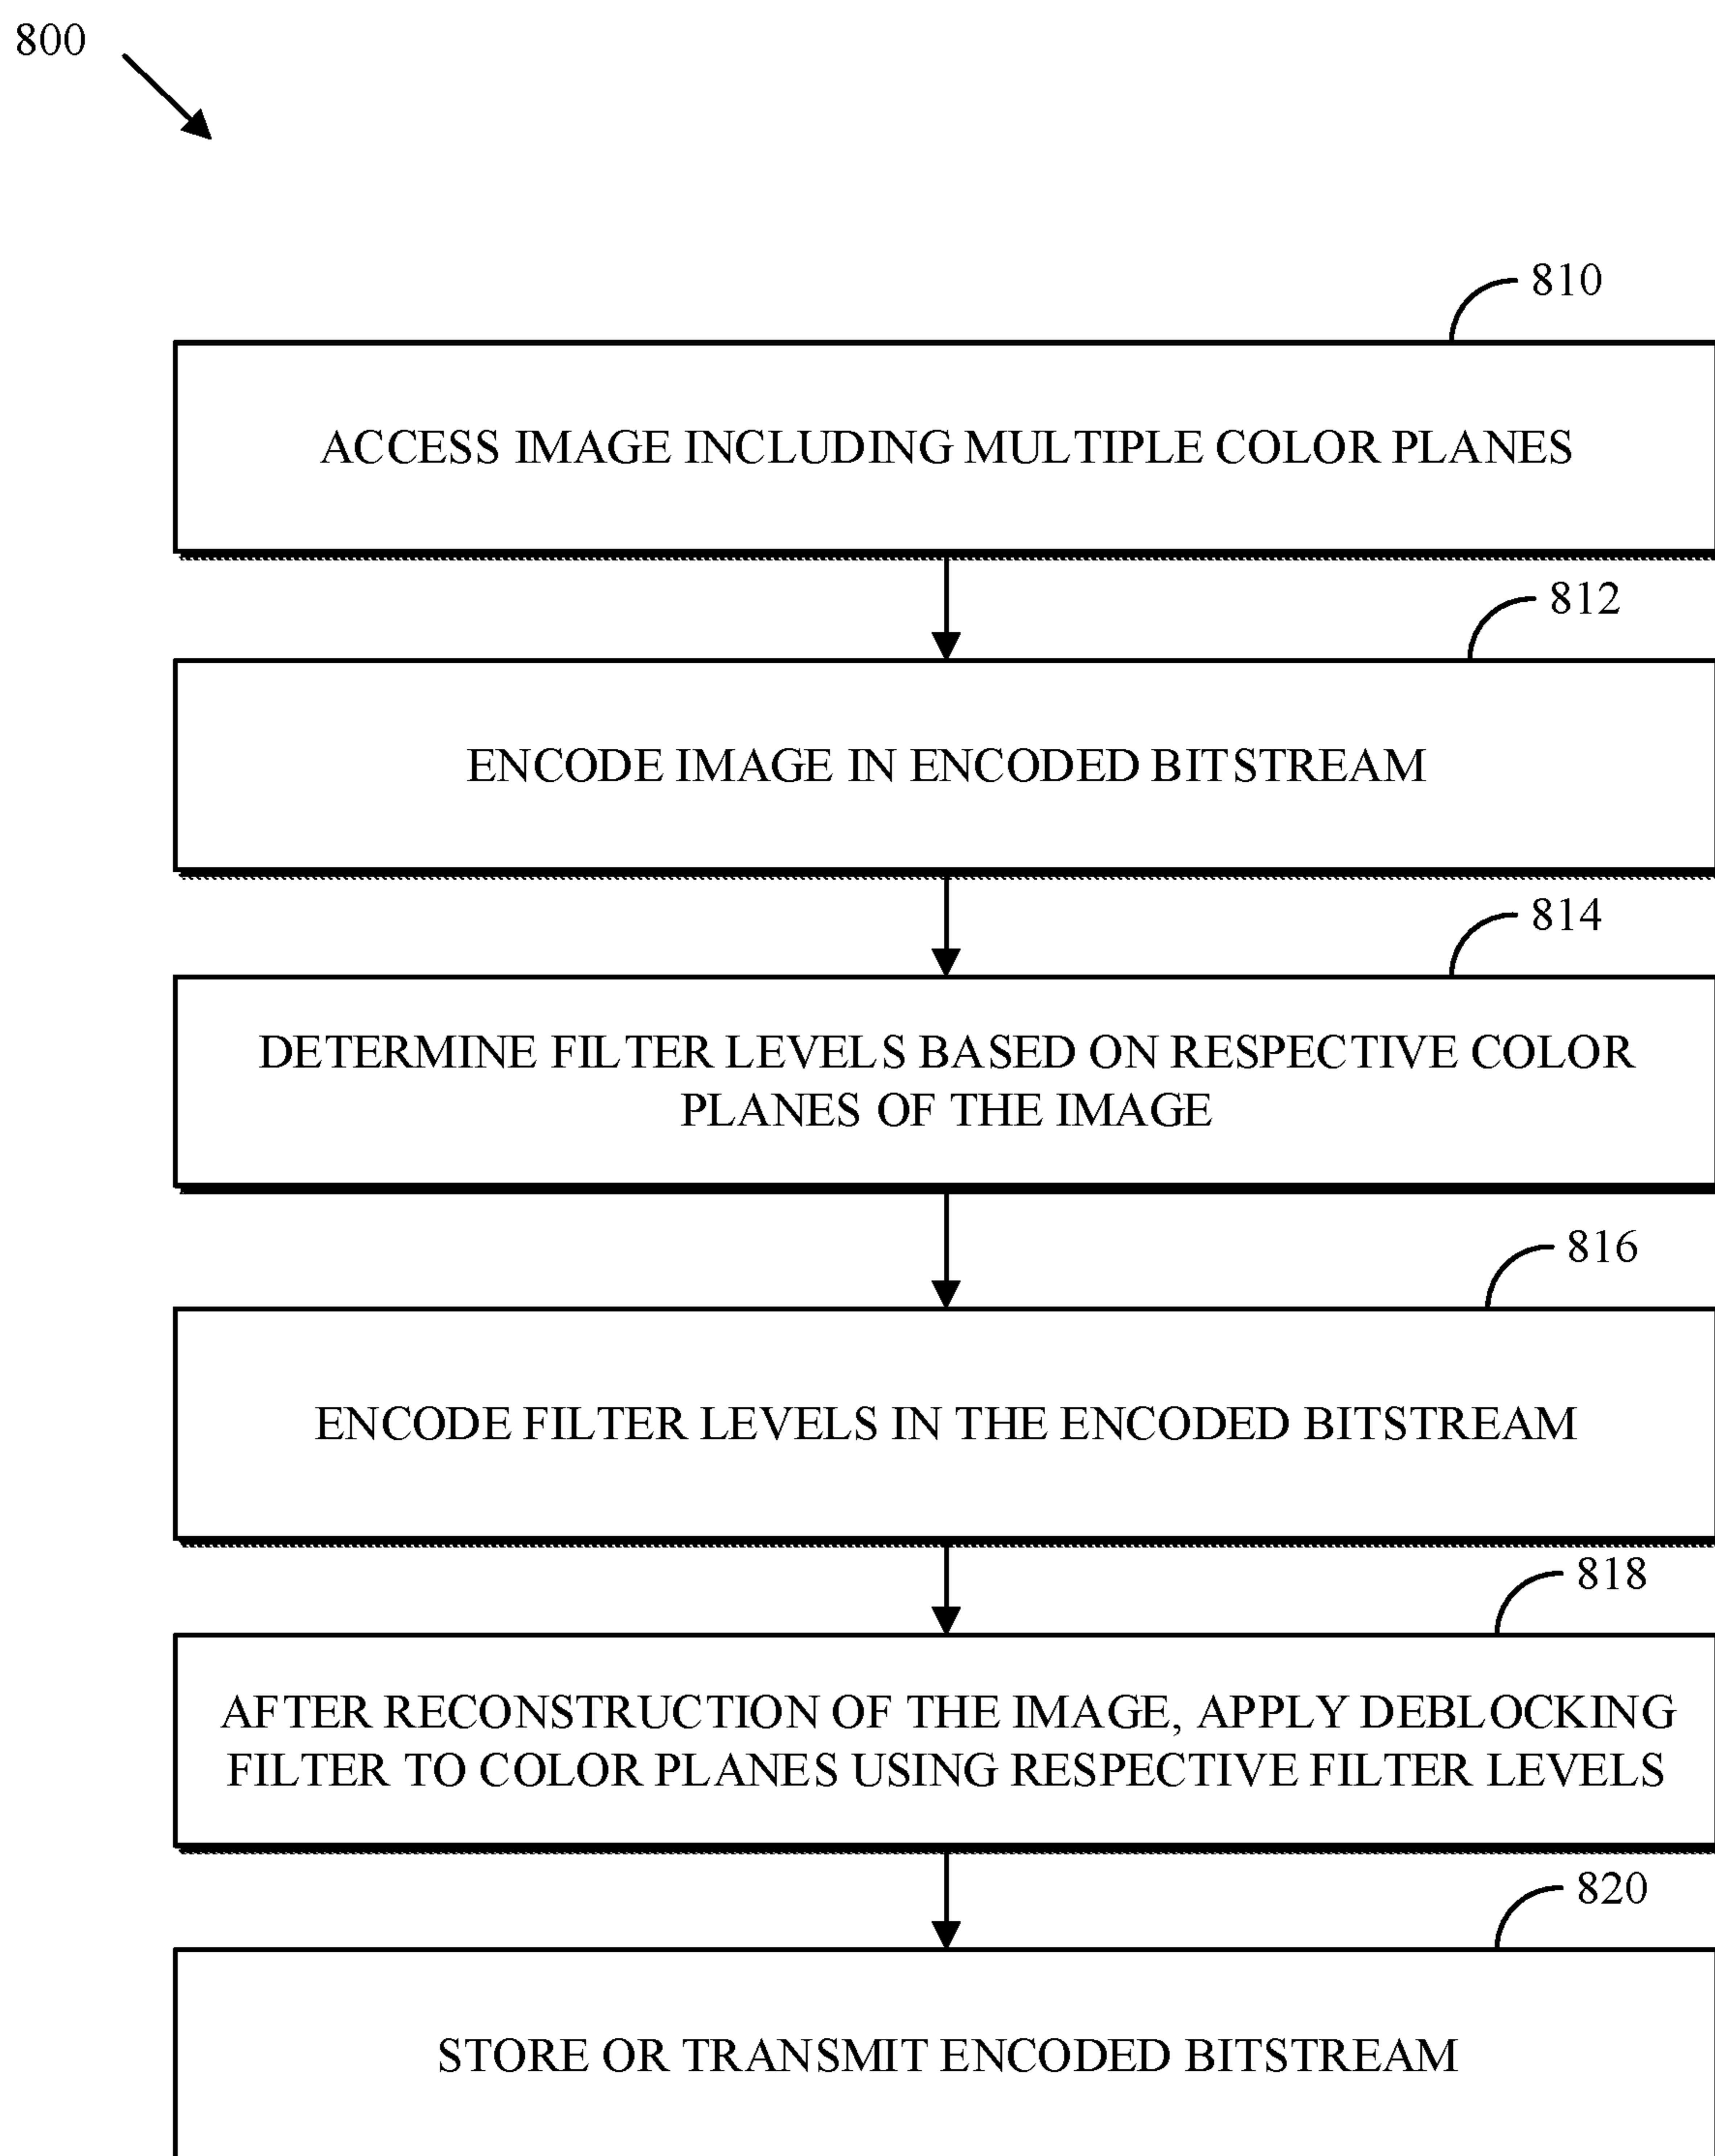 800
810
ACCESS IMAGE INCLUDING MULTIPLE COLOR PLANES
812
ENCODE IMAGE IN ENCODED BITSTREAM
814
DETERMINE FILTER LEVELS BASED ON RESPECTIVE COLOR
PLANES OF THE IMAGE
816
ENCODE FILTER LEVELS IN THE ENCODED BITSTREAM
818
AFTER RECONSTRUCTION OF THE IMAGE, APPLY DEBLOCKING
FILTER TO COLOR PLANES USING RESPECTIVE FILTER LEVELS
820
STORE OR TRANSMIT ENCODED BITSTREAM